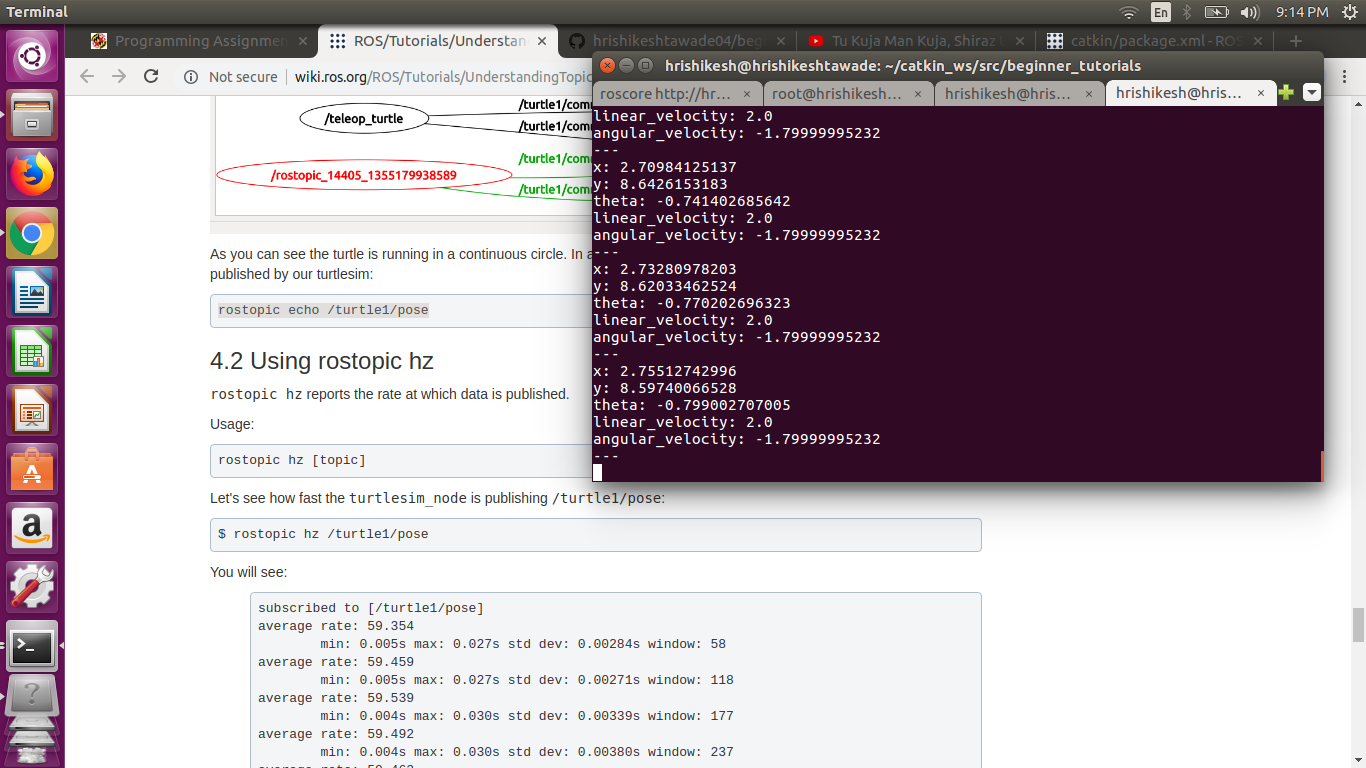 Terminal
En
9:14 PM
Programming Assignmen
ROS/Tutorials/Understan
hrishikeshtawade04/beg
Tu Kuja Man Kuja, Shiraz
catkin/package.xml - ROS
Not secure
wiki.ros.org/ROS/Tutorials/UnderstandingTopic
/teleop_turtle
/turtle1/comm
/turtle1/comm
/rostopic_14405_1355179938589
/turtle1/comm
/turtle1/comm
As you can see the turtle is running in a continuous circle. In a
published by our turtlesim:
rostopic echo /turtle1/pose
4.2 Using rostopic hz
rostopic hz reports the rate at which data is published.
Usage:
rostopic hz [topic]
Let's see how fast the turtlesim_node is publishing /turtle1/pose:
$ rostopic hz /turtle1/pose
You will see:
subscribed to [/turtle1/pose]
average rate: 59.354
min: 0.005s max: 0.027s std dev: 0.00284s window: 58
average rate: 59.459
min: 0.005s max: 0.027s std dev: 0.00271s window: 118
average rate: 59.539
min: 0.004s max: 0.030s std dev: 0.00339s window: 177
average rate: 59.492
min: 0.004s max: 0.030s std dev: 0.00380s window: 237
hrishikesh@hrishikeshtawade: ~/catkin_ws/src/beginner_tutorials
roscore http://hr...
root@hrishikesh...
hrishikesh@hris...
hrishikesh@hris...
linear_velocity: 2.0
angular_velocity: -1.79999995232
---
x: 2.70984125137
y: 8.6426153183
theta: -0.741402685642
linear_velocity: 2.0
angular_velocity: -1.79999995232
---
x: 2.73280978203
y: 8.62033462524
theta: -0.770202696323
linear_velocity: 2.0
angular_velocity: -1.79999995232
---
x: 2.75512742996
y: 8.59740066528
theta: -0.799002707005
linear_velocity: 2.0
angular_velocity: -1.79999995232
---